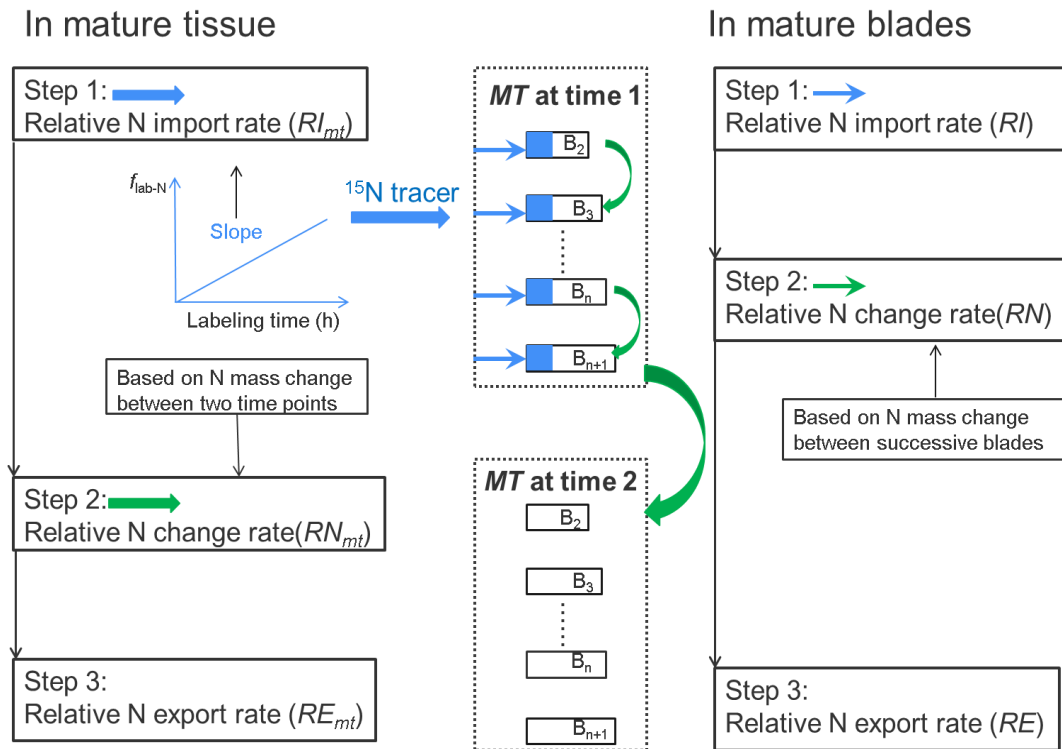 In mature tissue
Step 1:
Relative N import rate (RImt)
flab-N
Slope
Labeling time (h)
Based on N mass change
between two time points
Step 2:
Relative N change rate(RNmt)
Step 3:
Relative N export rate (REmt)
15N tracer
MT at time 1
B2
B3
Bn
Bn+1
MT at time 2
B2
B3
Bn
Bn+1
In mature blades
Step 1:
Relative N import rate (RI)
Step 2:
Relative N change rate(RN)
Based on N mass change
between successive blades
Step 3:
Relative N export rate (RE)